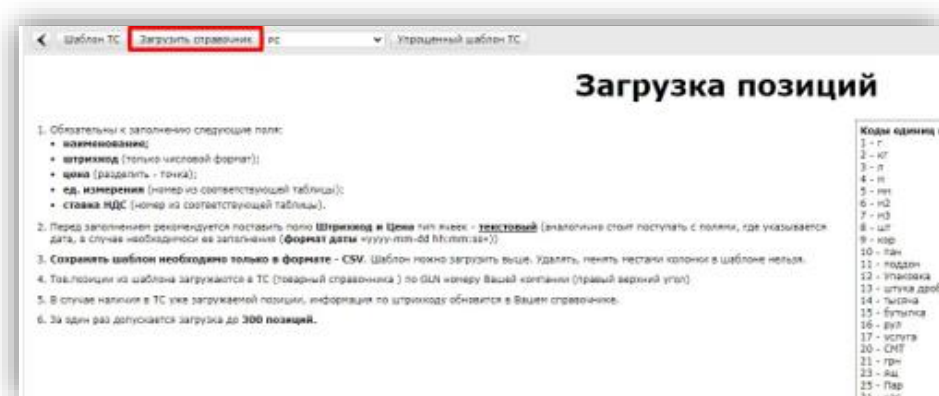 Шаблон ТС Загрузить справочник РС Упрощенный шаблон ТС
Загрузка позиций
1. Обязательны к заполнению следующие поля:
• наименование;
• штрихкод (только числовой формат);
• цена (разделить - точка);
• ед. измерения (номер из соответствующей таблицы);
• ставка НДС (номер из соответствующей таблицы).
2. Перед заполнением рекомендуется поставить полю Штрихкод и Цена тип ячеек - текстовый (аналогично стоит поступать с полями, где указывается
дата, в случае необходимоси ее заполнения (формат даты «yyyy-mm-dd hh:mm:ss»))
3. Сохранять шаблон необходимо только в формате - CSV. Шаблон можно загрузить выше. Удалять, менять местами колонки в шаблоне нельзя.
4. Тов.позиции из шаблона загружаются в ТС (товарный справочника ) по GLN номеру Вашей компании (правый верхний угол)
5. В случае наличия в ТС уже загружаемой позиции, информация по штрихкоду обновится в Вашем справочнике.
6. За один раз допускается загрузка до 300 позиций.
Коды единиц
1 - г
2 - кг
3 - л
4 - м
5 - мм
6 - м2
7 - м3
8 - шт
9 - кор
10 - пач
11 - поддон
12 - Упаковка
13 - штука дроб
14 - тысяча
15 - бутылка
16 - рул
17 - услуга
20 - СМТ
21 - грн
23 - ящ
25 - Пар